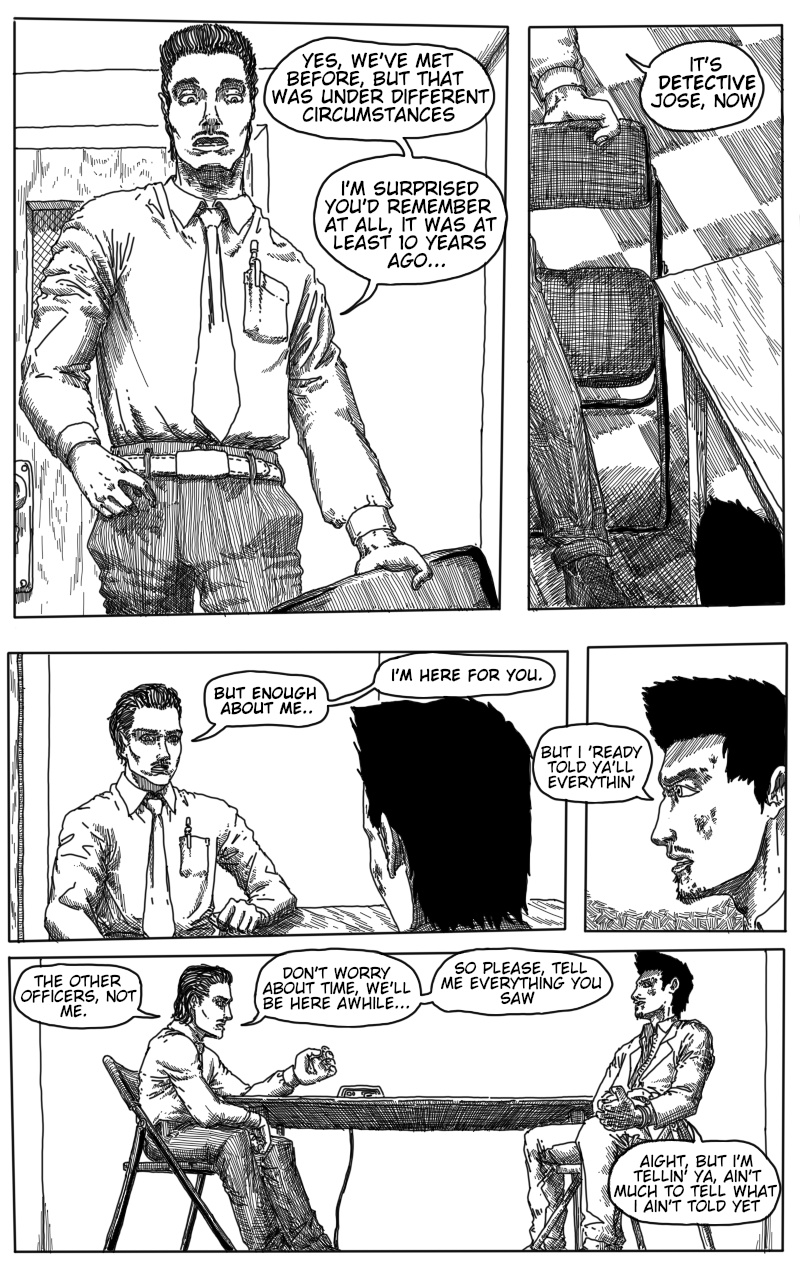 YES, WE'VE MET
BEFORE, BUT THAT
WAS UNDER DIFFERENT
CIRCUMSTANCES
I'M SURPRISED
YOU'D REMEMBER
AT ALL, IT WAS AT
LEAST 10 YEARS
AGO...
IT'S
DETECTIVE
JOSE, NOW
BUT ENOUGH
ABOUT ME..
I'M HERE FOR YOU.
BUT I 'READY
TOLD YA'LL
EVERYTHIN'
THE OTHER
OFFICERS, NOT
ME.
DON'T WORRY
ABOUT TIME, WE'LL
BE HERE AWHILE...
SO PLEASE, TELL
ME EVERYTHING YOU
SAW
AIGHT, BUT I'M
TELLIN' YA, AIN'T
MUCH TO TELL WHAT
I AIN'T TOLD YET